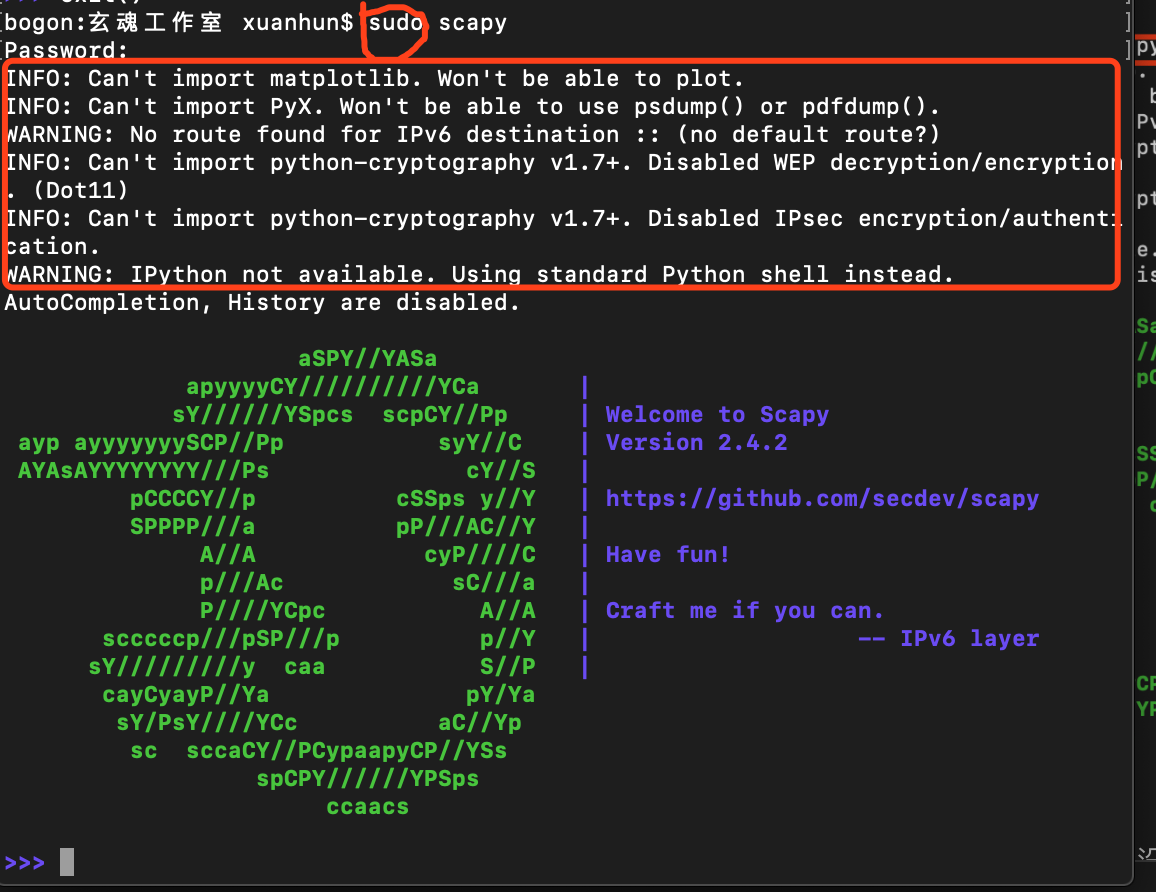 bogon:玄魂工作室 xuanhun$ sudo scapy
Password:
INFO: Can't import matplotlib. Won't be able to plot.
INFO: Can't import PyX. Won't be able to use psdump() or pdfdump().
WARNING: No route found for IPv6 destination :: (no default route?)
INFO: Can't import python-cryptography v1.7+. Disabled WEP decryption/encryption
. (Dot11)
INFO: Can't import python-cryptography v1.7+. Disabled IPsec encryption/authenti
cation.
WARNING: IPython not available. Using standard Python shell instead.
AutoCompletion, History are disabled.
aSPY//YASa
apyyyyCY//////////YCa |
sY//////YSpcs scpCY//Pp | Welcome to Scapy
ayp ayyyyyyySCP//Pp syY//C | Version 2.4.2
AYAsAYYYYYYYY///Ps cY//S |
pCCCCY//p cSSps y//Y | https://github.com/secdev/scapy
SPPPP///a pP///AC//Y |
A//A cyP////C | Have fun!
p///Ac sC///a |
P////YCpc A//A | Craft me if you can.
scccccp///pSP///p p//Y | -- IPv6 layer
sY/////////y caa S//P |
cayCyayP//Ya pY/Ya
sY/PsY////YCc aC//Yp
sc sccaCY//PCypaapyCP//YSs
spCPY//////YPSps
ccaacs
>>>